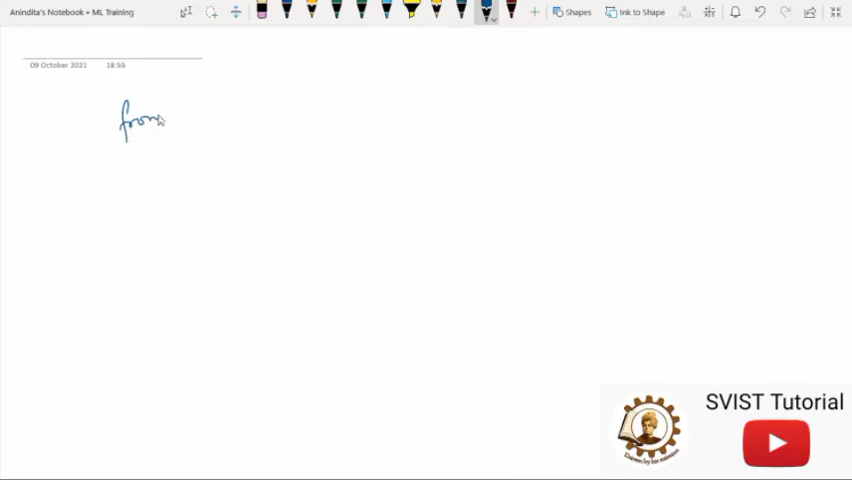 Anindita's Notebook » ML Training
Shapes
Ink to Shape
09 October 2021 18:55
from
SVIST Tutorial